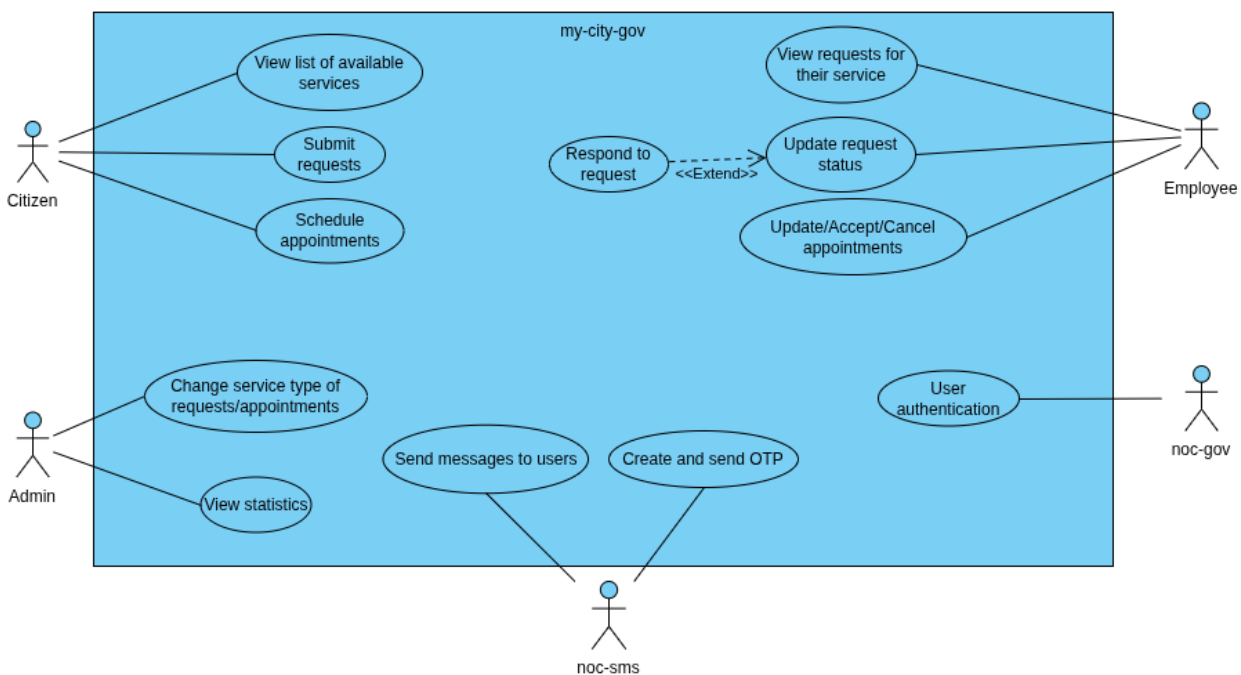 my-city-gov
View list of available
services
Submit
requests
Schedule
appointments
Citizen
View requests for
their service
Respond to
request
<<Extend>>
Update request
status
Update/Accept/Cancel
appointments
Employee
Change service type of
requests/appointments
View statistics
Admin
Send messages to users
Create and send OTP
noc-sms
User
authentication
noc-gov